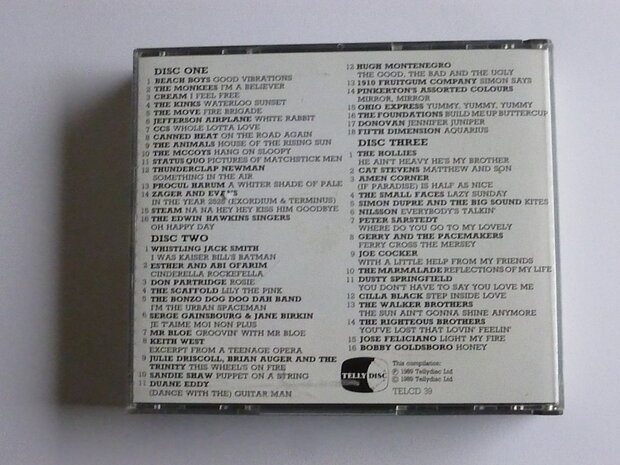 DISC ONE
1 BEACH BOYS GOOD VIBRATIONS
2 THE MONKEES I'M A BELIEVER
3 CREAM I FEEL FREE
4 THE KINKS WATERLOO SUNSET
5 THE MOVE FIRE BRIGADE
6 JEFFERSON AIRPLANE WHITE RABBIT
7 CCS WHOLE LOTTA LOVE
8 CANNED HEAT ON THE ROAD AGAIN
9 THE ANIMALS HOUSE OF THE RISING SUN
10 THE MCCOYS HANG ON SLOOPY
11 STATUS QUO PICTURES OF MATCHSTICK MEN
12 THUNDERCLAP NEWMAN
SOMETHING IN THE AIR
13 PROCUL HARUM A WHITER SHADE OF PALE
14 ZAGER AND
IN THE YEAR 2525 (EXORDIUM & TERMINUS)
15 STEAM NA NA HEY HEY KISS HIM GOODBYE
16 THE EDWIN HAWKINS SINGERS
OH HAPPY DAY
DISC TWO
1 WHISTLING JACK SMITH
I WAS KAISER BILL'S BATMAN
2 ESTHER AND ABI OFARIM
CINDERELLA ROCKEFELLA
3 DON PARTRIDGE ROSIE
4 THE SCAFFOLD LILY THE PINK
5 THE BONZO DOG DOO DAH BAND
I'M THE URBAN SPACEMAN
6 SERGE GAINSBOURG & JANE BIRKIN
JE T'AIME MOI NON PLUS
7 MR BLOE GROOVIN' WITH MR BLOE
8 KEITH WEST
EXCERPT FROM A TEENAGE OPERA
9 JULIE DRISCOLL, BRIAN AUGER AND THE
TRINITY THIS WHEEL'S ON FIRE
10 SANDIE SHAW PUPPET ON A STRING
11 DUANE EDDY
(DANCE WITH THE) GUITAR MAN
12 HUGH MONTENEGRO
THE GOOD, THE BAD AND THE UGLY
13 1910 FRUITGUM COMPANY SIMON SAYS
14 PINKERTON'S ASSORTED COLOURS
MIRROR, MIRROR
15 OHIO EXPRESS YUMMY, YUMMY, YUMMY
16 THE FOUNDATIONS BUILD ME UP BUTTERCUP
17 DONOVAN JENNIFER JUNIPER
18 FIFTH DIMENSION AQUARIUS
DISC THREE
1 THE HOLLIES
HE AIN'T HEAVY HE'S MY BROTHER
2 CAT STEVENS MATTHEW AND SON
3 AMEN CORNER
(IF PARADISE) IS HALF AS NICE
4 THE SMALL FACES LAZY SUNDAY
5 SIMON DUPRE AND THE BIG SOUND KITES
6 NILSSON EVERYBODY'S TALKIN'
7 PETER SARSTEDT
WHERE DO YOU GO TO MY LOVELY
8 GERRY AND THE PACEMAKERS
FERRY CROSS THE MERSEY
9 JOE COCKER
WITH A LITTLE HELP FROM MY FRIENDS
10 THE MARMALADE REFLECTIONS OF MY LIFE
11 DUSTY SPRINGFIELD
YOU DON'T HAVE TO SAY YOU LOVE ME
12 CILLA BLACK STEP INSIDE LOVE
13 THE WALKER BROTHERS
THE SUN AIN'T GONNA SHINE ANYMORE
14 THE RIGHTEOUS BROTHERS
YOU'VE LOST THAT LOVIN' FEELIN'
15 JOSE FELICIANO LIGHT MY FIRE
16 BOBBY GOLDSBORO HONEY
TELLY DISC
This compilation:
℗ 1989 Tellydisc Ltd
© 1989 Tellydisc Ltd
TELCD 39